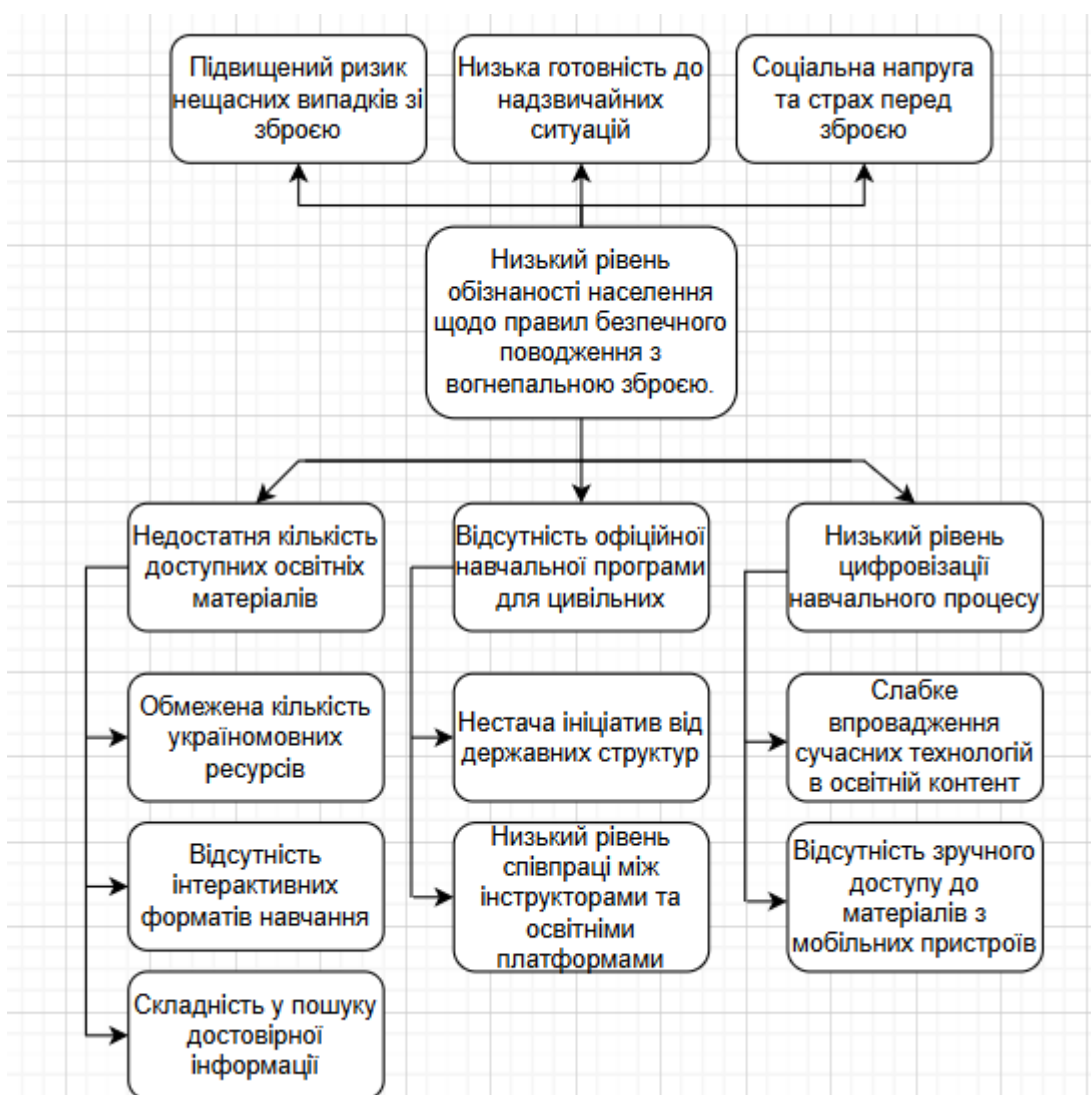 Підвищений ризик
нещасних випадків зі
зброєю
Низька готовність до
надзвичайних
ситуацій
Соціальна напруга
та страх перед
зброєю
Низький рівень
обізнаності населення
щодо правил безпечного
поводження з
вогнепальною зброєю.
Недостатня кількість
доступних освітніх
матеріалів
Відсутність офіційної
навчальної програми
для цивільних
Низький рівень
цифровізації
навчального процесу
Обмежена кількість
україномовних
ресурсів
Нестача ініціатив від
державних структур
Слабке
впровадження
сучасних технологій
в освітній контент
Відсутність
інтерактивних
форматів навчання
Низький рівень
співпраці між
інструкторами та
освітніми
платформами
Відсутність зручного
доступу до
матеріалів з
мобільних пристроїв
Складність у пошуку
достовірної
інформації